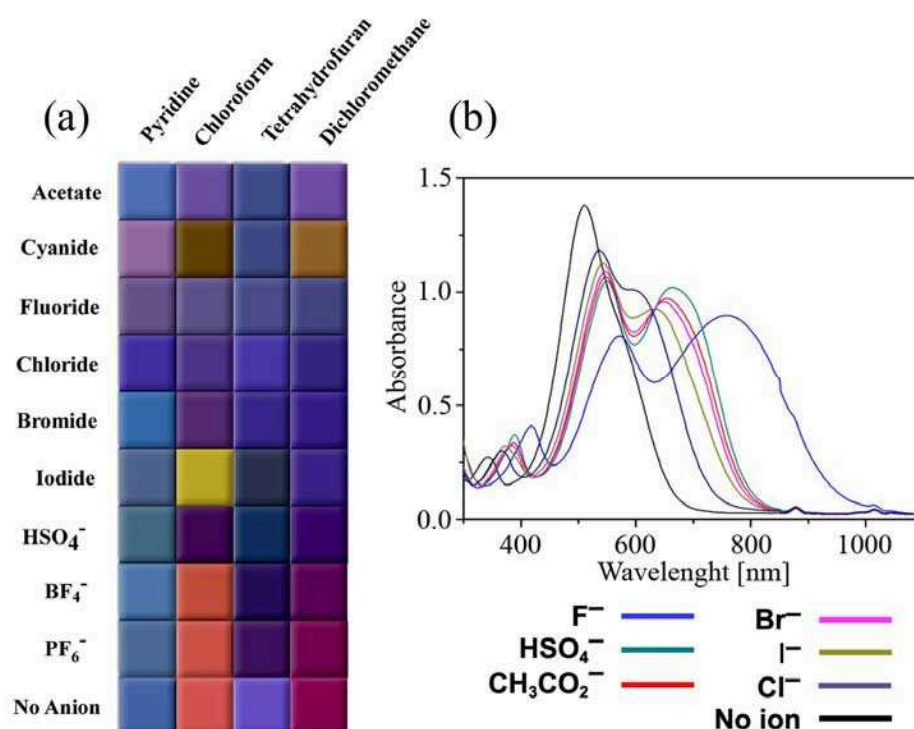 (a)
Pyridine
Chloroform
Tetrahydrofuran
Dichloromethane
Acetate
Cyanide
Fluoride
Chloride
Bromide
Iodide
HSO₄⁻
BF₄⁻
PF₆⁻
No Anion
(b)
1.5
1.0
0.5
0.0
Absorbance
400 600 800 1000
Wavelenght [nm]
F⁻ Br⁻
HSO₄⁻ I⁻
CH₃CO₂⁻ Cl⁻
No ion